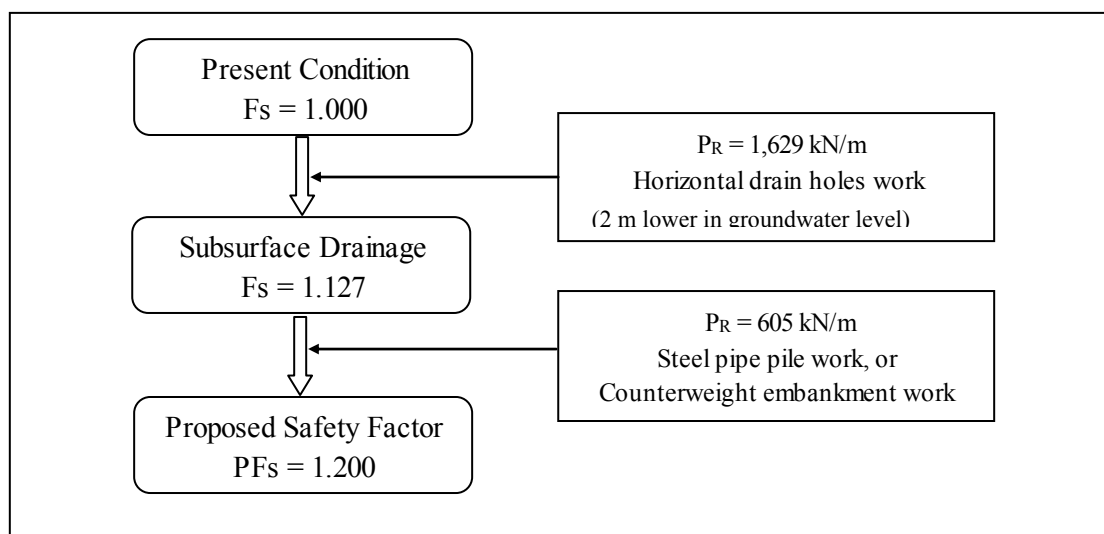 Present Condition
Fs = 1.000
PR = 1,629 kN/m
Horizontal drain holes work
(2 m lower in groundwater level)
Subsurface Drainage
Fs = 1.127
PR = 605 kN/m
Steel pipe pile work, or
Counterweight embankment work
Proposed Safety Factor
PFs = 1.200